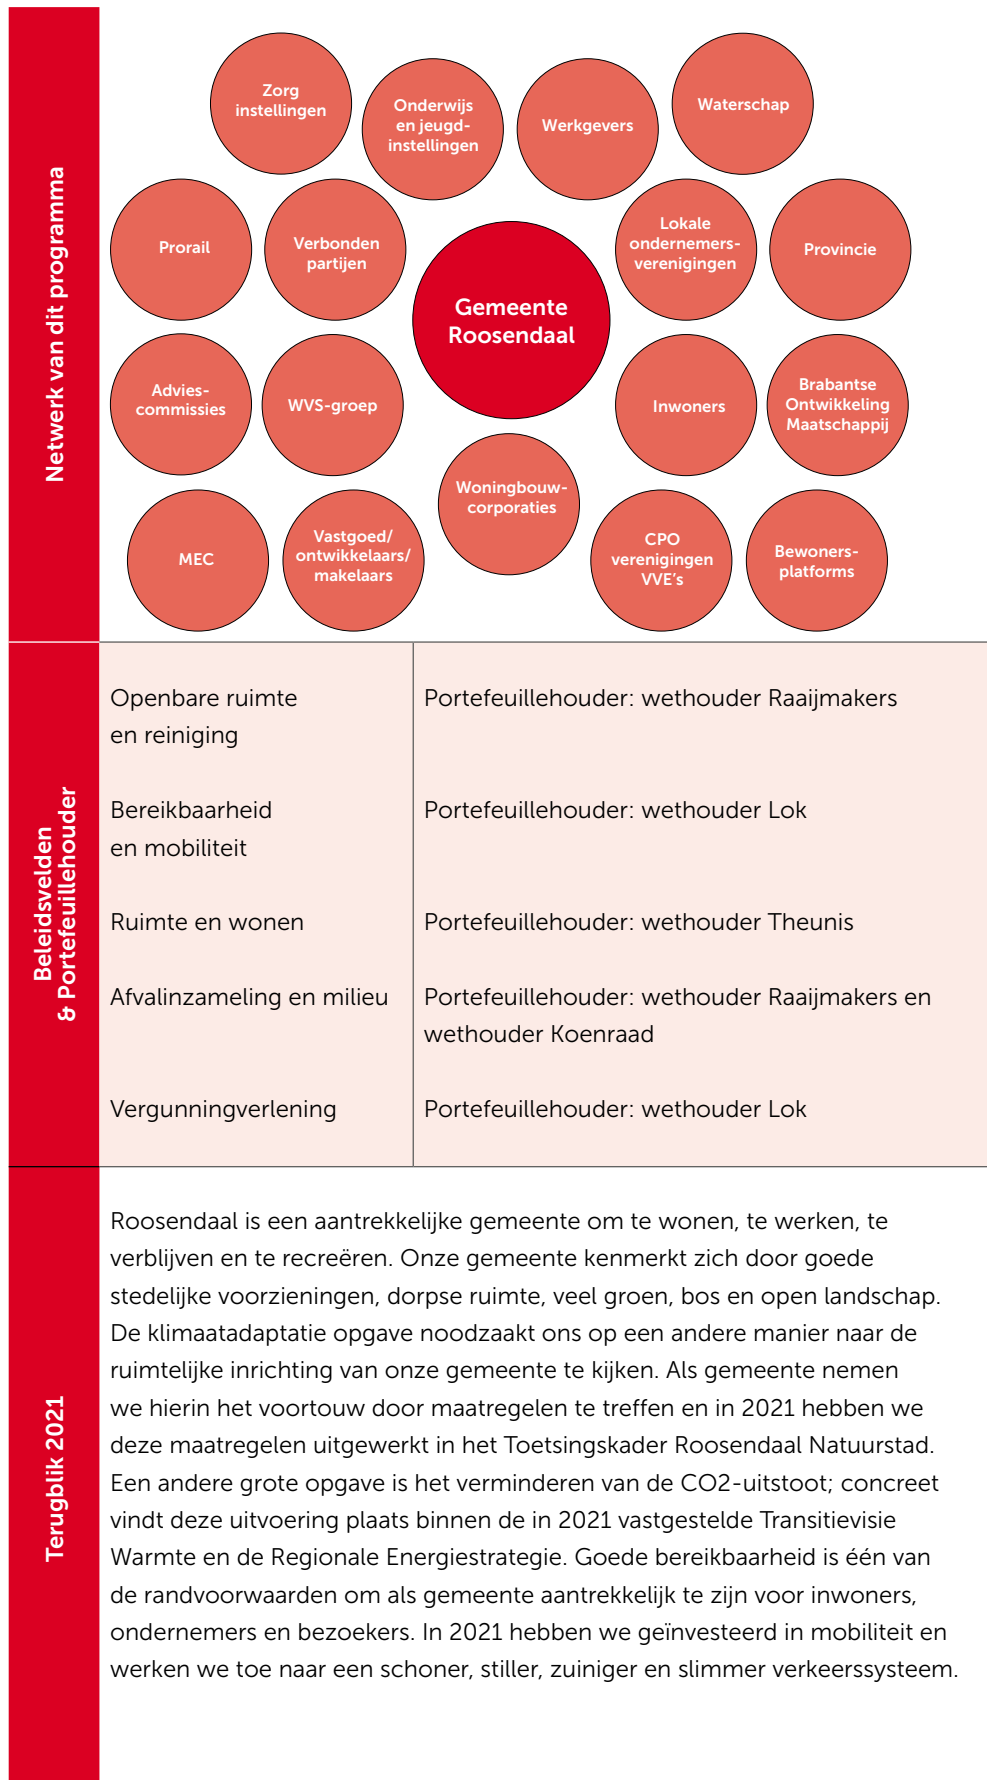 Netwerk van dit programma
Zorg
instellingen
Onderwijs
en jeugd-
instellingen
Werkgevers
Waterschap
Prorail
Verbonden
partijen
Gemeente
Roosendaal
Lokale
ondernemers-
verenigingen
Provincie
Advies-
commissies
WVS-groep
Inwoners
Brabantse
Ontwikkeling
Maatschappij
MEC
Vastgoed/
ontwikkelaars/
makelaars
Woningbouw-
corporaties
CPO
verenigingen
VVE's
Bewoners-
platforms
Beleidsvelden
& Portefeuillehouder
Openbare ruimte
en reiniging
Portefeuillehouder: wethouder Raaijmakers
Bereikbaarheid
en mobiliteit
Portefeuillehouder: wethouder Lok
Ruimte en wonen
Portefeuillehouder: wethouder Theunis
Afvalinzameling en milieu
Portefeuillehouder: wethouder Raaijmakers en
wethouder Koenraad
Vergunningverlening
Portefeuillehouder: wethouder Lok
Terugblik 2021
Roosendaal is een aantrekkelijke gemeente om te wonen, te werken, te
verblijven en te recreëren. Onze gemeente kenmerkt zich door goede
stedelijke voorzieningen, dorpse ruimte, veel groen, bos en open landschap.
De klimaatadaptatie opgave noodzaakt ons op een andere manier naar de
ruimtelijke inrichting van onze gemeente te kijken. Als gemeente nemen
we hierin het voortouw door maatregelen te treffen en in 2021 hebben we
deze maatregelen uitgewerkt in het Toetsingskader Roosendaal Natuurstad.
Een andere grote opgave is het verminderen van de CO2-uitstoot; concreet
vindt deze uitvoering plaats binnen de in 2021 vastgestelde Transitievisie
Warmte en de Regionale Energiestrategie. Goede bereikbaarheid is één van
de randvoorwaarden om als gemeente aantrekkelijk te zijn voor inwoners,
ondernemers en bezoekers. In 2021 hebben we geïnvesteerd in mobiliteit en
werken we toe naar een schoner, stiller, zuiniger en slimmer verkeerssysteem.